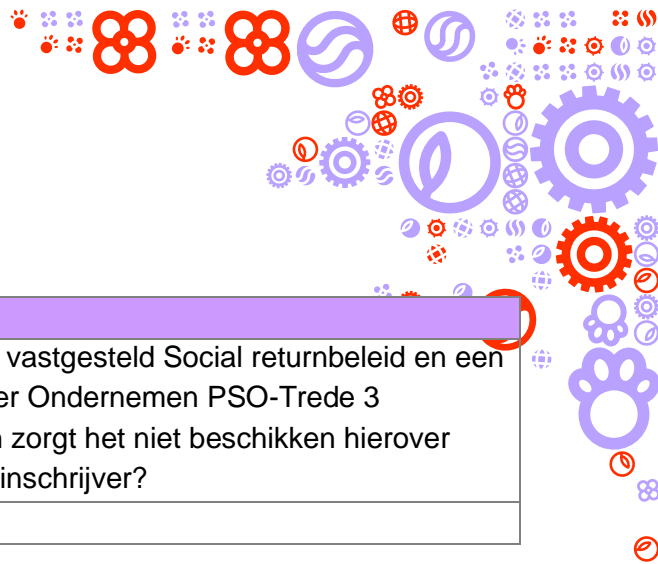 vastgesteld Social returnbeleid en een
er Ondernemen PSO-Trede 3
zorgt het niet beschikken hierover
inschrijver?